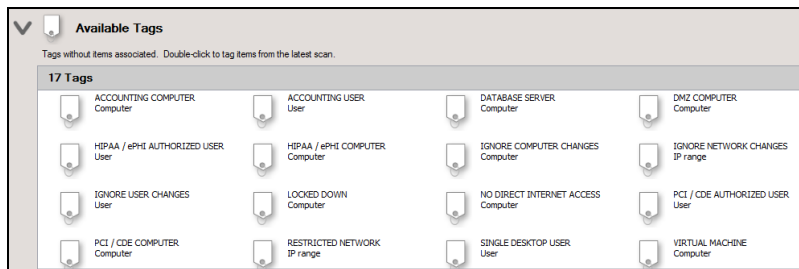 Available Tags
Tags without items associated. Double-click to tag items from the latest scan.
17 Tags
ACCOUNTING COMPUTER
Computer
ACCOUNTING USER
User
DATABASE SERVER
Computer
DMZ COMPUTER
Computer
HIPAA / ePHI AUTHORIZED USER
User
HIPAA / ePHI COMPUTER
Computer
IGNORE COMPUTER CHANGES
Computer
IGNORE NETWORK CHANGES
IP range
IGNORE USER CHANGES
User
LOCKED DOWN
Computer
NO DIRECT INTERNET ACCESS
Computer
PCI / CDE AUTHORIZED USER
User
PCI / CDE COMPUTER
Computer
RESTRICTED NETWORK
IP range
SINGLE DESKTOP USER
User
VIRTUAL MACHINE
Computer